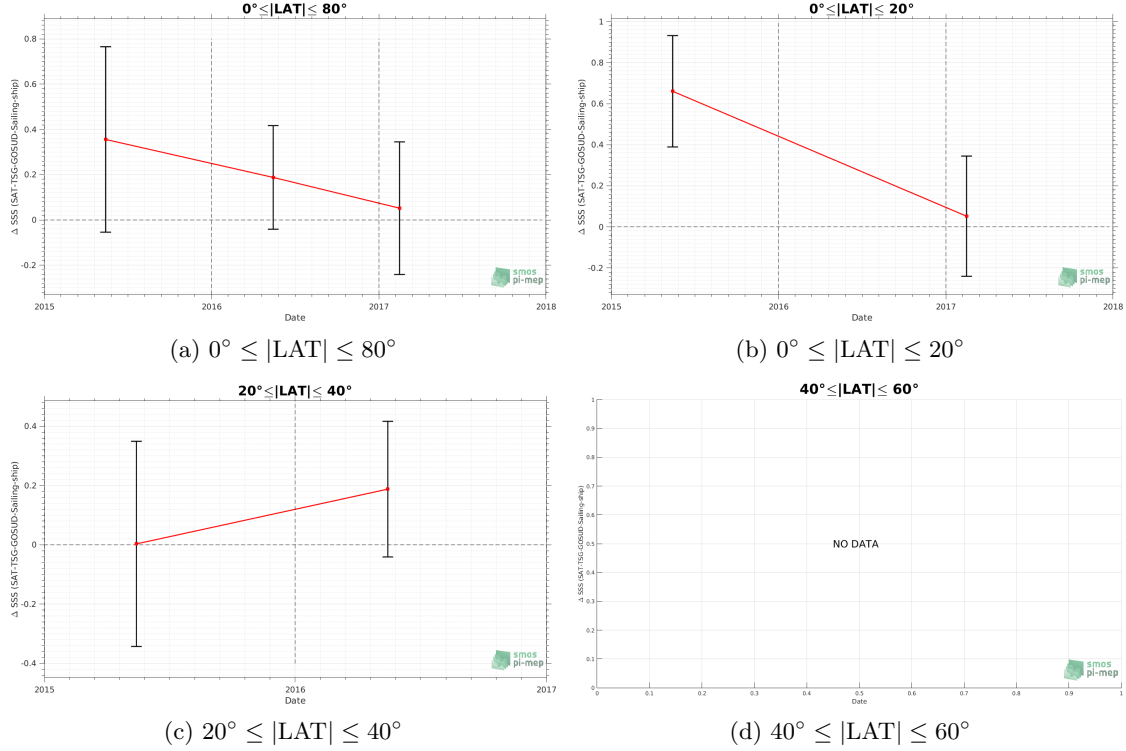 0°≤|LAT|≤ 80°
Δ SSS (SAT-TSG-GOSUD-Sailing-ship)
0.8
0.6
0.4
0.2
0
-0.2
2015
2016
2017
2018
Date
smos
pi-mep
(a) 0° ≤ |LAT| ≤ 80°
0°≤|LAT|≤ 20°
Δ SSS (SAT-TSG-GOSUD-Sailing-ship)
1
0.8
0.6
0.4
0.2
0
-0.2
2015
2016
2017
2018
Date
smos
pi-mep
(b) 0° ≤ |LAT| ≤ 20°
20°≤|LAT|≤ 40°
Δ SSS (SAT-TSG-GOSUD-Sailing-ship)
0.4
0.2
0
-0.2
-0.4
2015
2016
2017
Date
smos
pi-mep
(c) 20° ≤ |LAT| ≤ 40°
40°≤|LAT|≤ 60°
Δ SSS (SAT-TSG-GOSUD-Sailing-ship)
1
0.9
0.8
0.7
0.6
0.5
0.4
0.3
0.2
0.1
0
NO DATA
0
0.1
0.2
0.3
0.4
0.5
0.6
0.7
0.8
0.9
1
Date
smos
pi-mep
(d) 40° ≤ |LAT| ≤ 60°